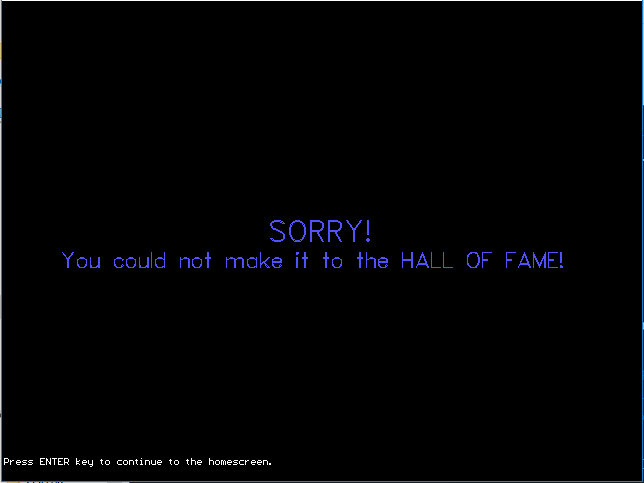 SORRY!
You could not make it to the HALL OF FAME!
Press ENTER key to continue to the homescreen.